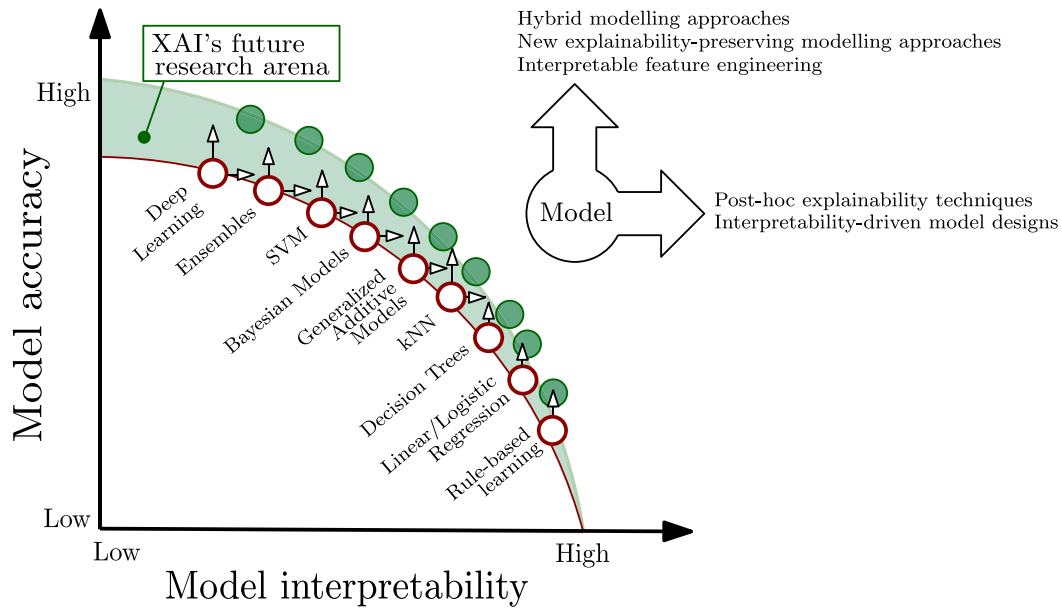 Hybrid modelling approaches
New explainability-preserving modelling approaches
Interpretable feature engineering
XAI's future
research arena
High
Model accuracy
Post-hoc explainability techniques
Interpretability-driven model designs
Model
Deep
Learning
Ensembles
SVM
Bayesian Models
Generalized
Additive
Models
kNN
Decision Trees
Linear/Logistic
Regression
Rule-based
learning
Low
Low
High
Model interpretability